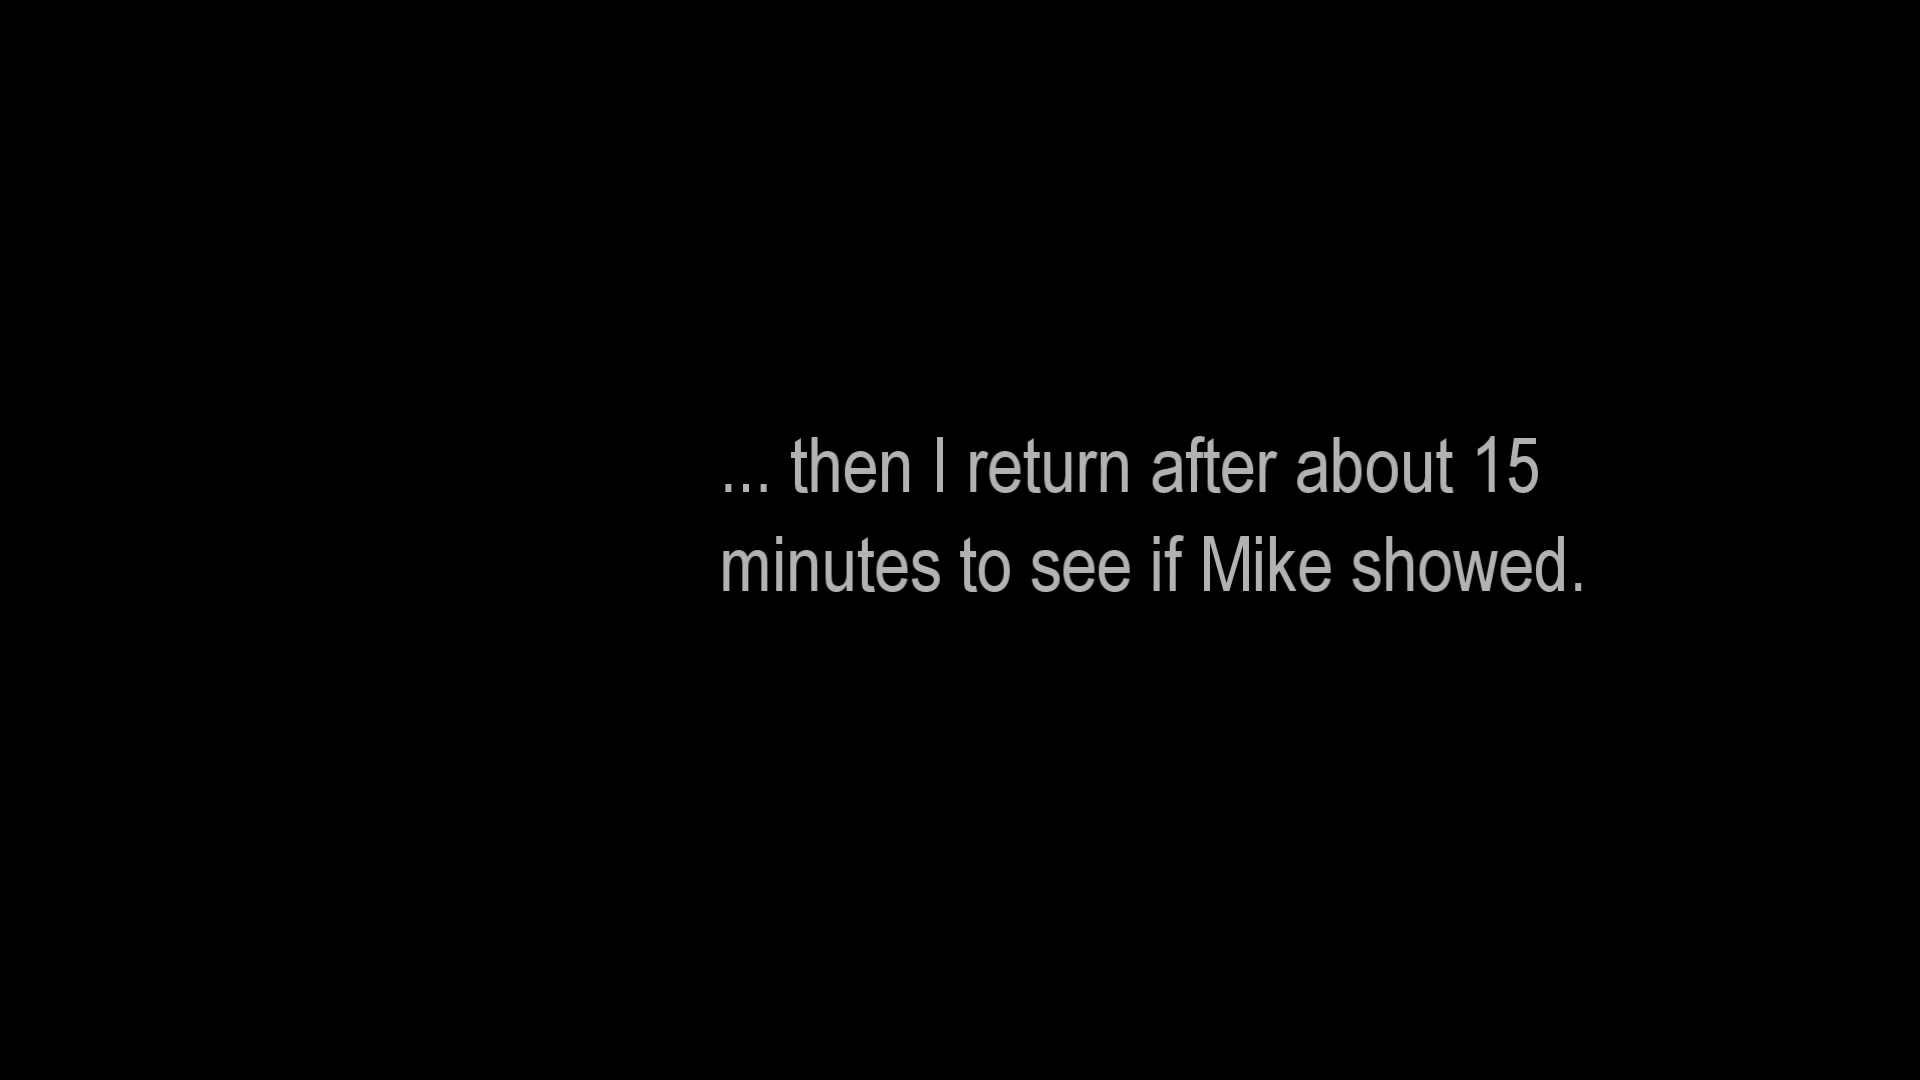 ... then I return after about 15
minutes to see if Mike showed.